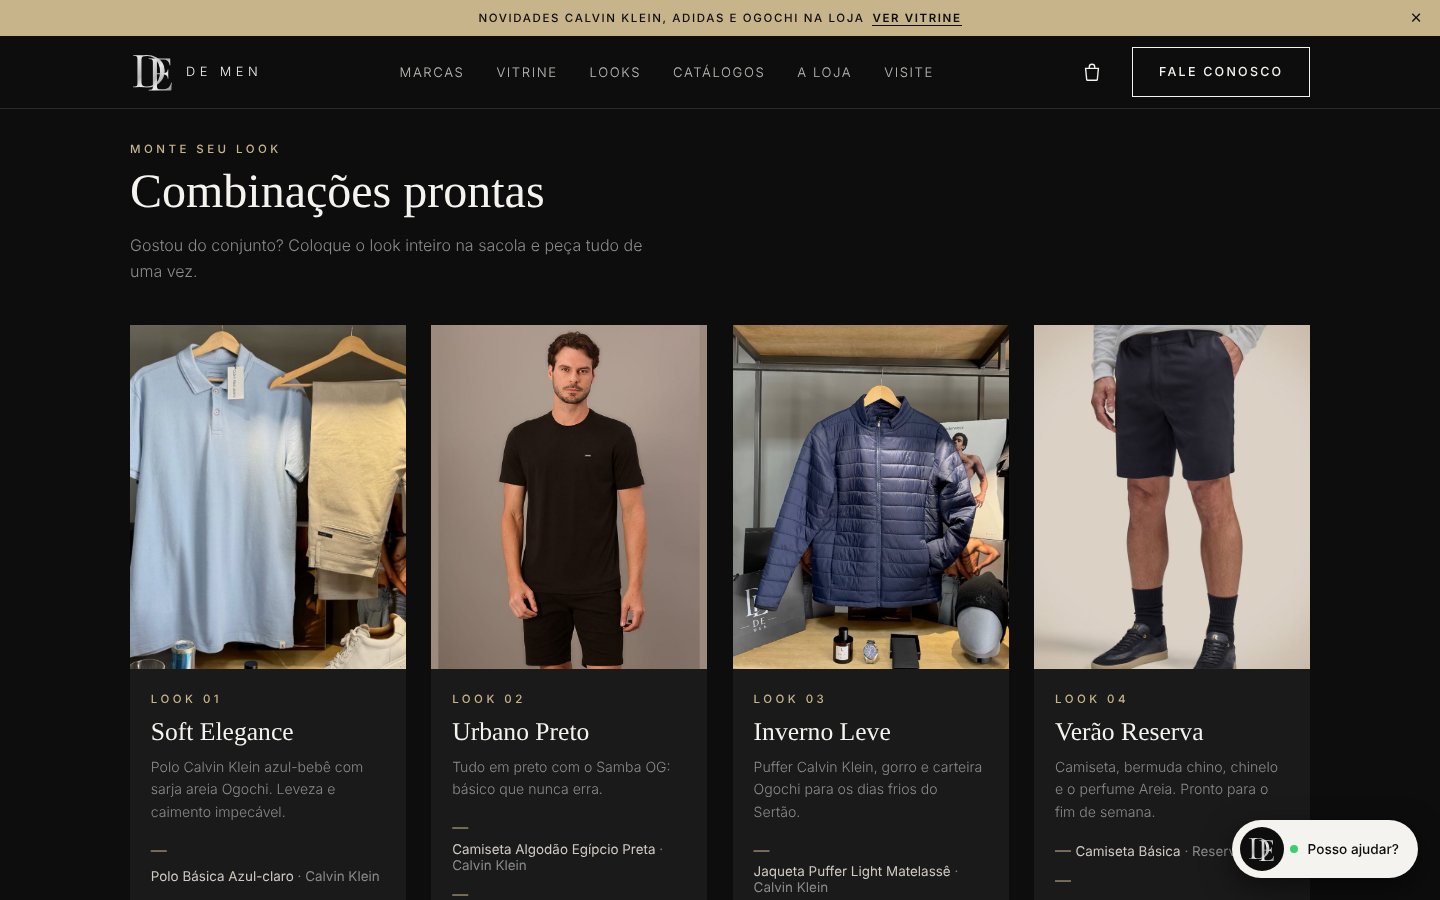 NOVIDADES CALVIN KLEIN, ADIDAS E OGOCHI NA LOJA VER VITRINE ×
DE DE MEN
MARCAS VITRINE LOOKS CATÁLOGOS A LOJA VISITE
FALE CONOSCO
MONTE SEU LOOK
Combinações prontas
Gostou do conjunto? Coloque o look inteiro na sacola e peça tudo de
uma vez.
DE
DE
MEN
LOOK 01
Soft Elegance
Polo Calvin Klein azul-bebê com
sarja areia Ogochi. Leveza e
caimento impecável.
—
Polo Básica Azul-claro · Calvin Klein
LOOK 02
Urbano Preto
Tudo em preto com o Samba OG:
básico que nunca erra.
—
Camiseta Algodão Egípcio Preta ·
Calvin Klein
—
LOOK 03
Inverno Leve
Puffer Calvin Klein, gorro e carteira
Ogochi para os dias frios do
Sertão.
—
Jaqueta Puffer Light Matelassê ·
Calvin Klein
LOOK 04
Verão Reserva
Camiseta, bermuda chino, chinelo
e o perfume Areia. Pronto para o
fim de semana.
— Camiseta Básica · Reserv
—
DE Posso ajudar?